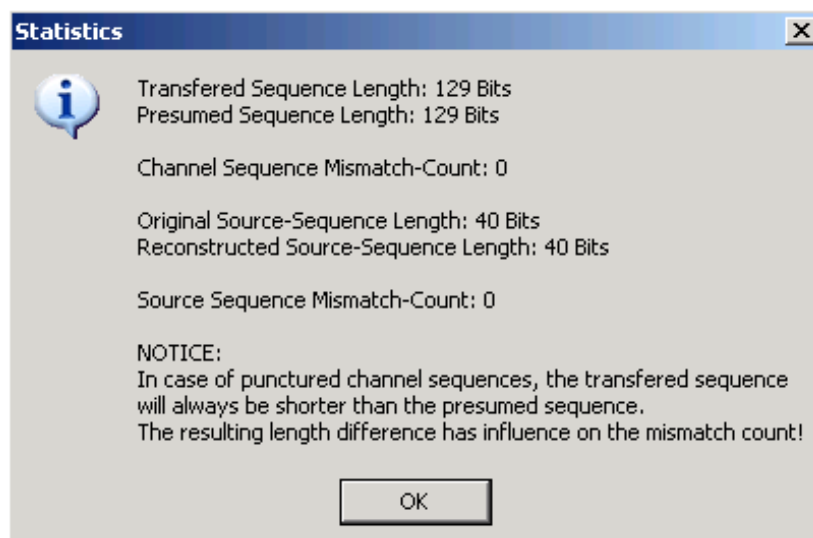 Statistics
Transfered Sequence Length: 129 Bits
Presumed Sequence Length: 129 Bits
Channel Sequence Mismatch-Count: 0
Original Source-Sequence Length: 40 Bits
Reconstructed Source-Sequence Length: 40 Bits
Source Sequence Mismatch-Count: 0
NOTICE:
In case of punctured channel sequences, the transfered sequence
will always be shorter than the presumed sequence.
The resulting length difference has influence on the mismatch count!
OK